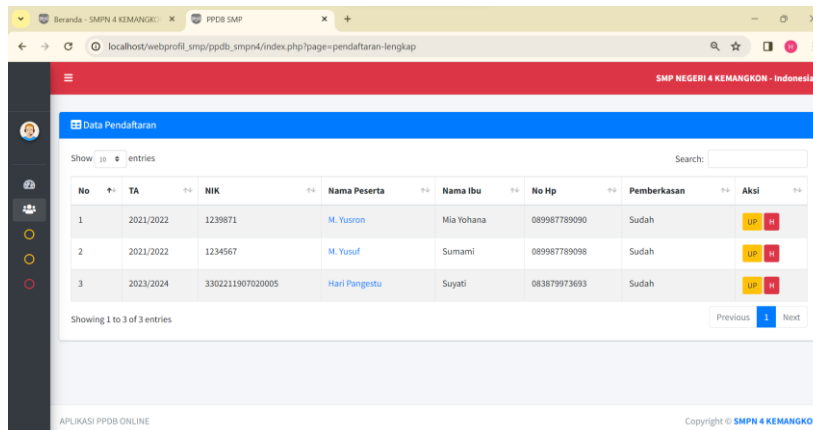 Beranda - SMPN 4 KEMANGKO
PPDB SMP
localhost/webprofil_smp/ppdb_smpn4/index.php?page=pendaftaran-lengkap
H
SMP NEGERI 4 KEMANGKON - Indonesia
Data Pendaftaran
Show 10 entries Search:
No TA NIK Nama Peserta Nama Ibu No Hp Pemberkasan Aksi
1 2021/2022 1239871 M. Yusron Mia Yohana 089987789090 Sudah UP H
2 2021/2022 1234567 M. Yusuf Sumami 089987789098 Sudah UP H
3 2023/2024 3302211907020005 Hari Pangestu Suyati 083879973693 Sudah UP H
Showing 1 to 3 of 3 entries Previous 1 Next
APLIKASI PPDB ONLINE Copyright © SMPN 4 KEMANGKO